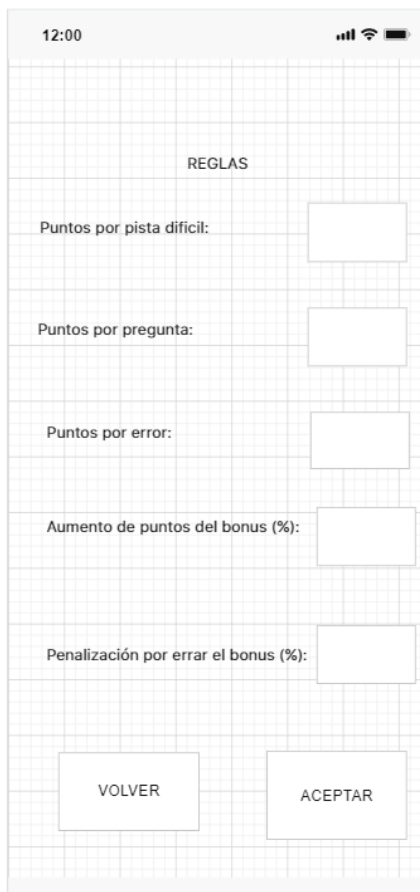 12:00
REGLAS
Puntos por pista dificil:
Puntos por pregunta:
Puntos por error:
Aumento de puntos del bonus (%):
Penalización por errar el bonus (%):
VOLVER
ACEPTAR